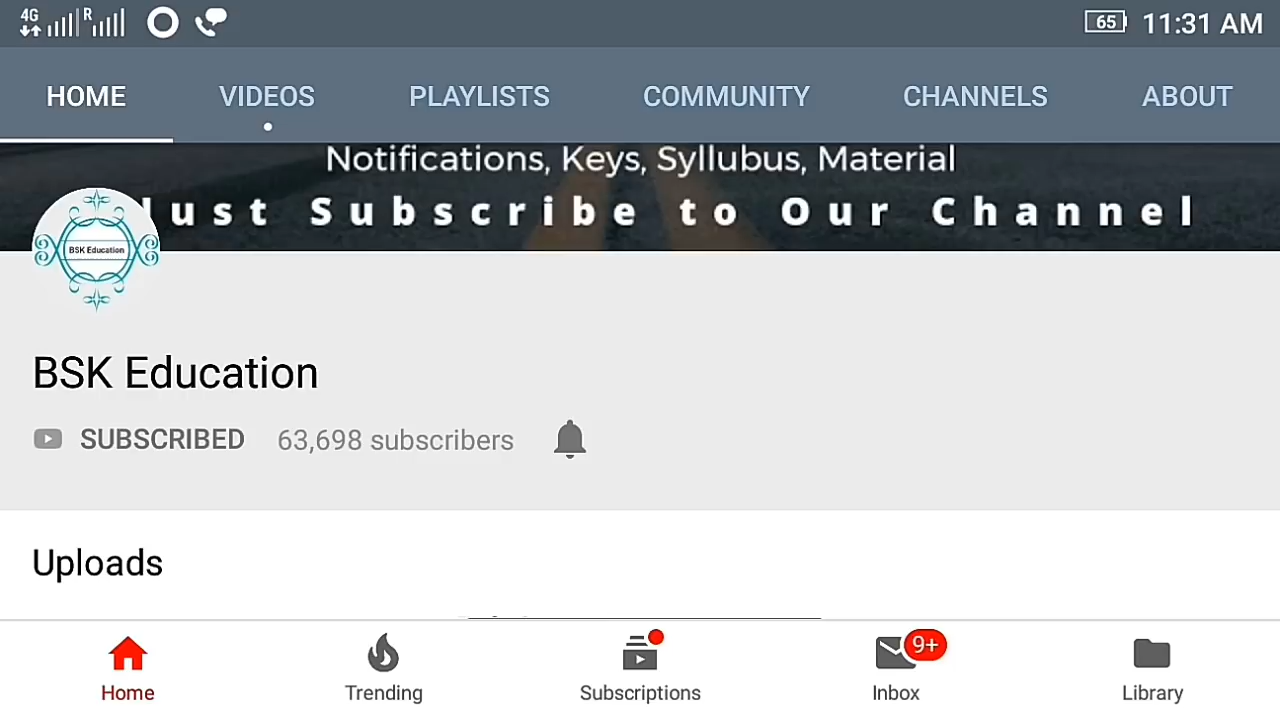 4G R 65 11:31 AM
HOME VIDEOS PLAYLISTS COMMUNITY CHANNELS ABOUT
Notifications, Keys, Syllubus, Material
Just Subscribe to Our Channel
BSK Education
BSK Education
SUBSCRIBED 63,698 subscribers
Uploads
9+
Home Trending Subscriptions Inbox Library